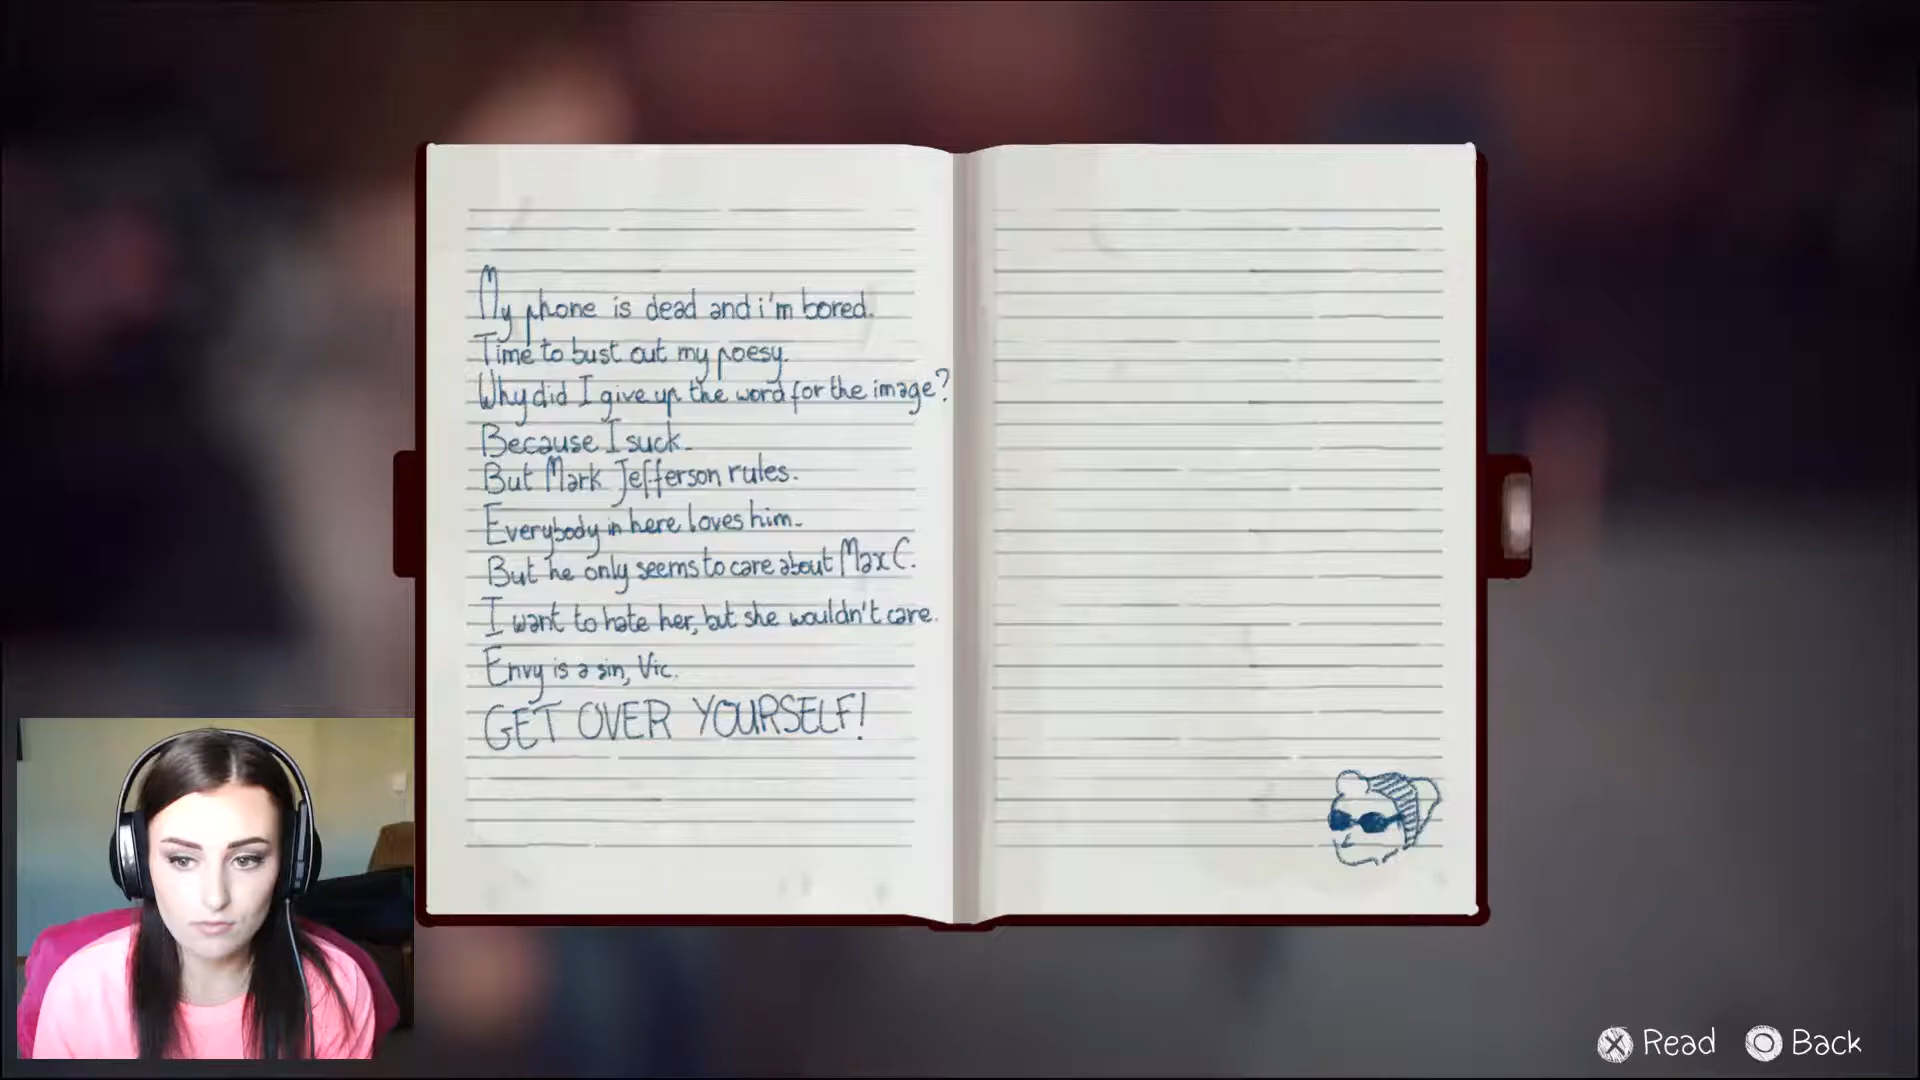 My phone is dead and i'm bored.
Time to bust out my poesy.
Why did I give up the word for the image?
Because I suck.
But Mark Jefferson rules.
Everybody in here loves him.
But he only seems to care about Max C.
I want to hate her, but she wouldn't care.
Envy is a sin, Vic.
GET OVER YOURSELF!
Read Back